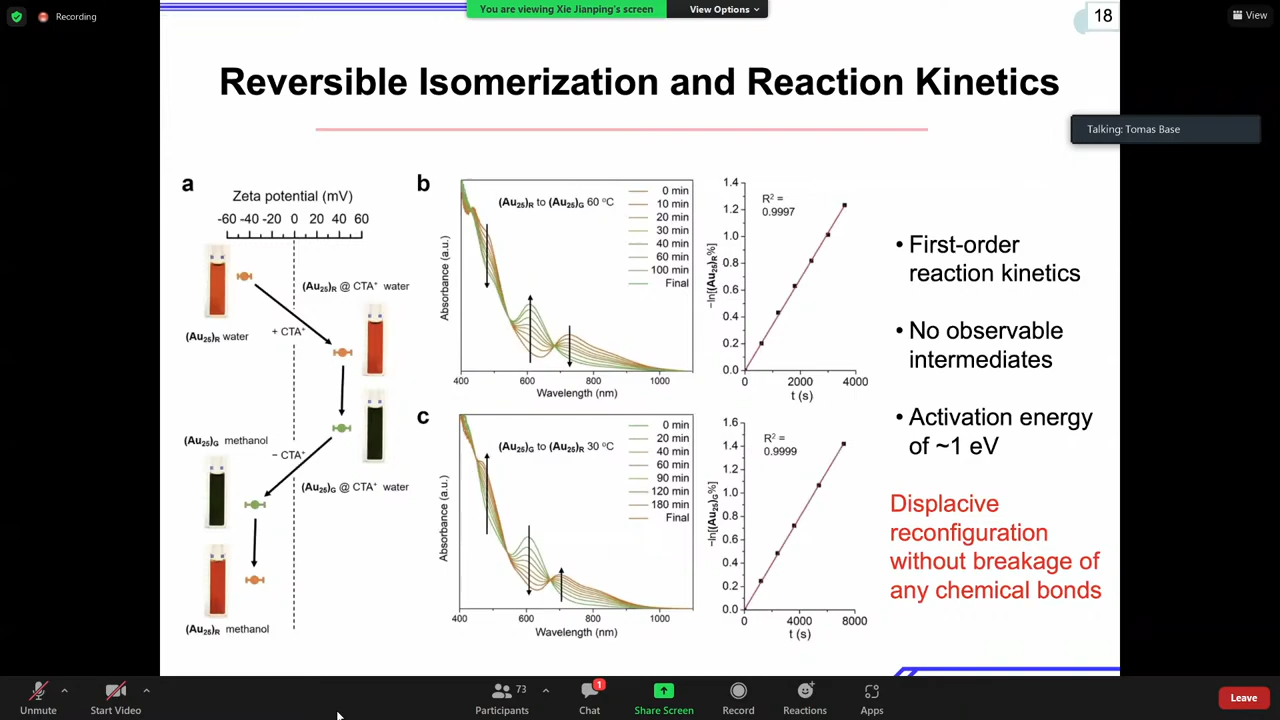 Recording
You are viewing Xie Jianping's screen
View Options
View
18
Reversible Isomerization and Reaction Kinetics
Talking: Tomas Base
a
Zeta potential (mV)
-60 -40 -20 0 20 40 60
(Au25)R @ CTA+ water
(Au25)R water
+ CTA+
(Au25)G methanol
− CTA+
(Au25)G @ CTA+ water
(Au25)R methanol
b
(Au25)R to (Au25)G 60 °C
0 min
10 min
20 min
30 min
40 min
60 min
100 min
Final
Absorbance (a.u.)
400 600 800 1000
Wavelength (nm)
R2 =
0.9997
−ln[(Au25)R%]
1.4
1.2
1.0
0.8
0.6
0.4
0.2
0.0
0 2000 4000
t (s)
c
(Au25)G to (Au25)R 30 °C
0 min
20 min
40 min
60 min
90 min
120 min
180 min
Final
Absorbance (a.u.)
400 600 800 1000
Wavelength (nm)
R2 =
0.9999
−ln[(Au25)G%]
1.6
1.4
1.2
1.0
0.8
0.6
0.4
0.2
0.0
0 4000 8000
t (s)
• First-order
reaction kinetics
• No observable
intermediates
• Activation energy
of ~1 eV
Displacive
reconfiguration
without breakage of
any chemical bonds
Unmute
Start Video
73
Participants
1
Chat
Share Screen
Record
Reactions
Apps
Leave